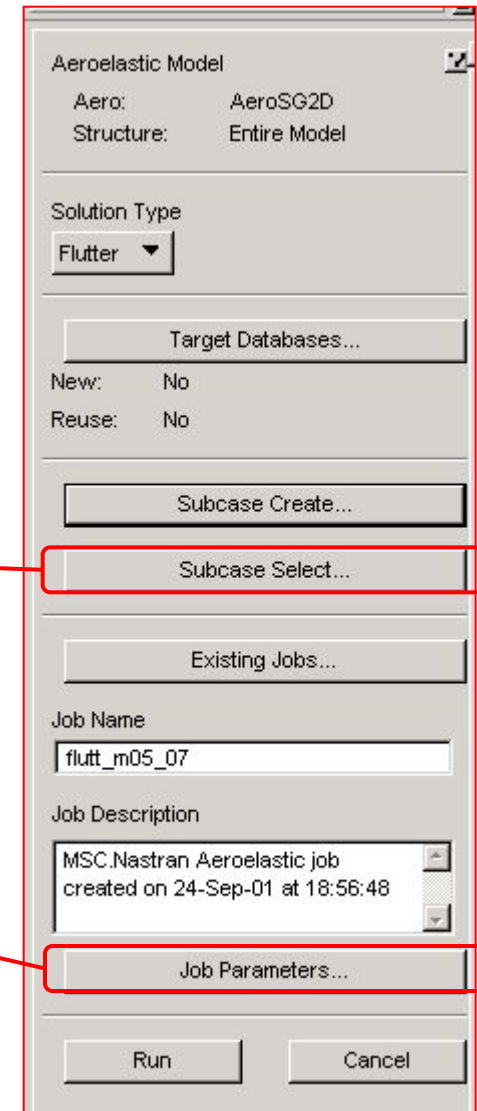 Aeroelastic Model
Aero: AeroSG2D
Structure: Entire Model
Solution Type
Flutter
Target Databases...
New: No
Reuse: No
Subcase Create...
Subcase Select...
Existing Jobs...
Job Name
flutt_m05_07
Job Description
MSC.Nastran Aeroelastic job
created on 24-Sep-01 at 18:56:48
Job Parameters...
Run Cancel